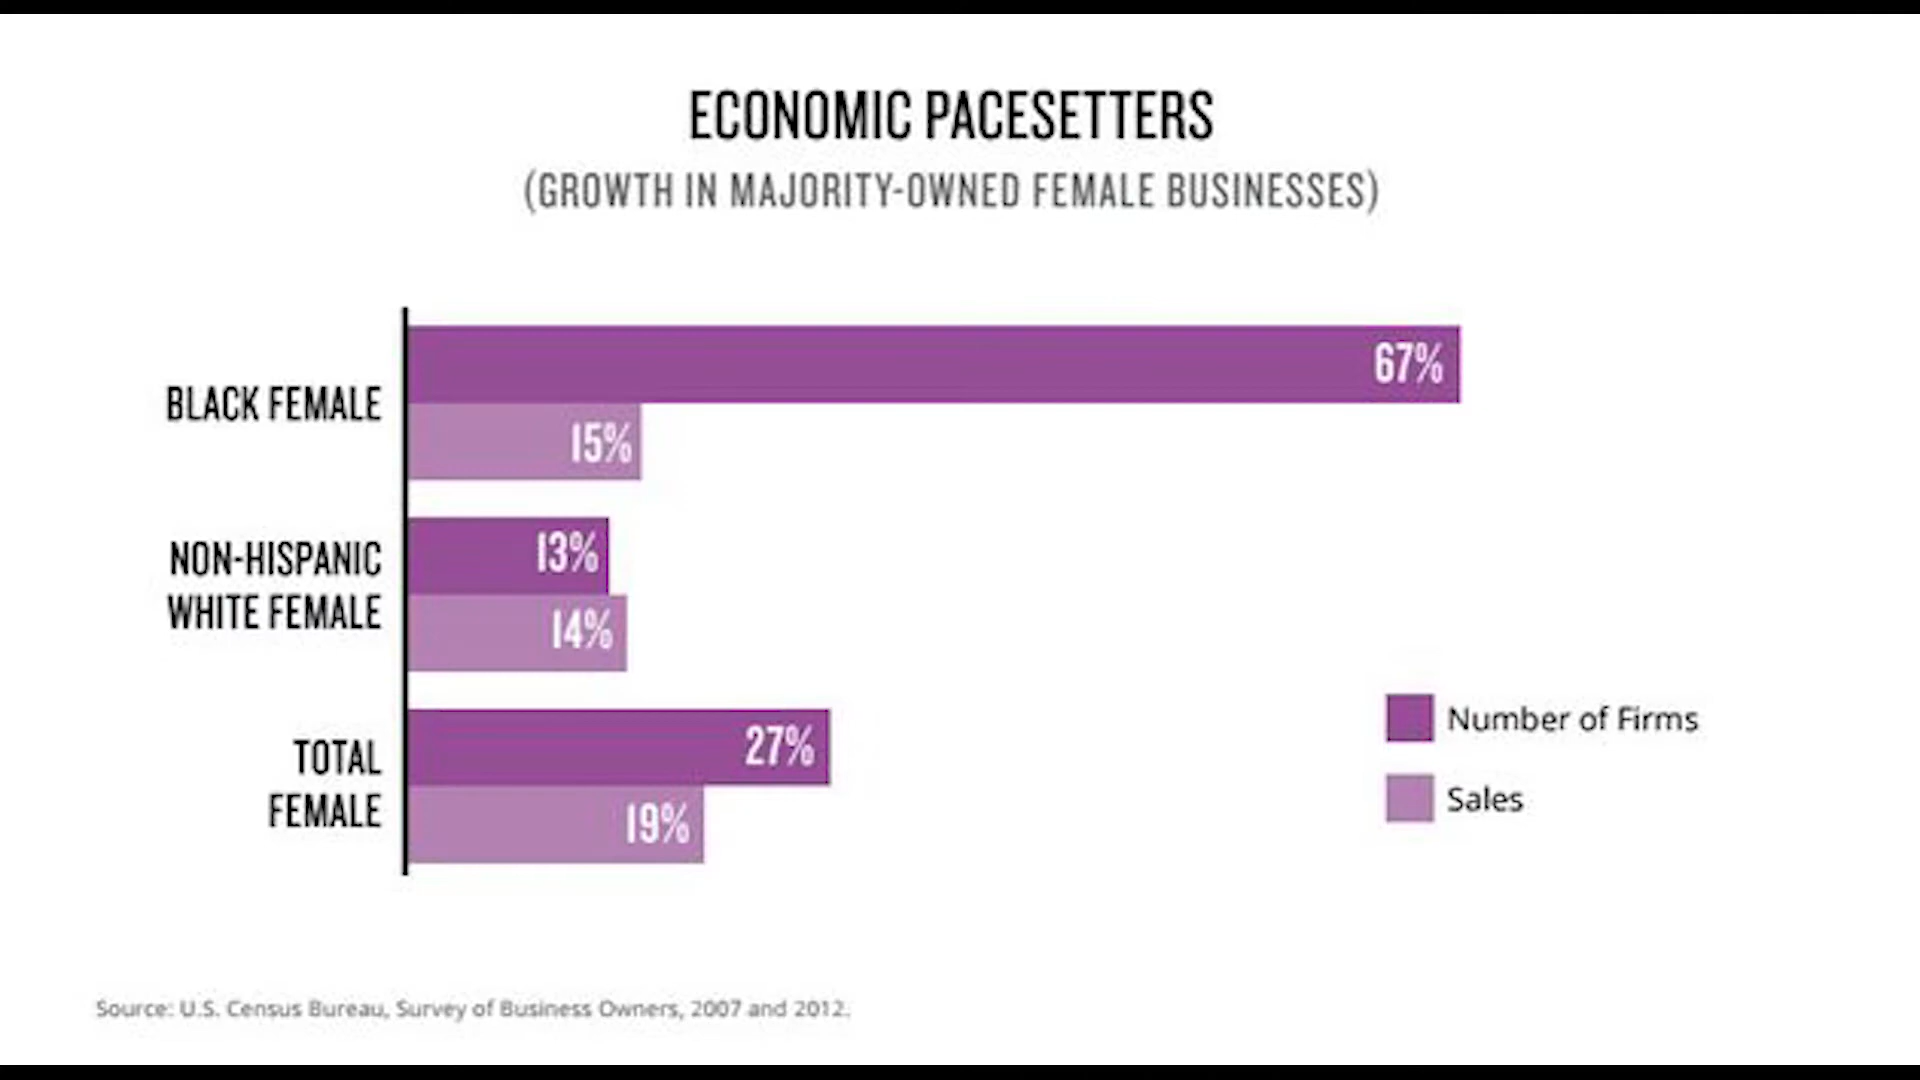 ECONOMIC PACESETTERS
(GROWTH IN MAJORITY-OWNED FEMALE BUSINESSES)
BLACK FEMALE
67%
15%
NON-HISPANIC
WHITE FEMALE
13%
14%
TOTAL
FEMALE
27%
19%
Number of Firms
Sales
Source: U.S. Census Bureau, Survey of Business Owners, 2007 and 2012.